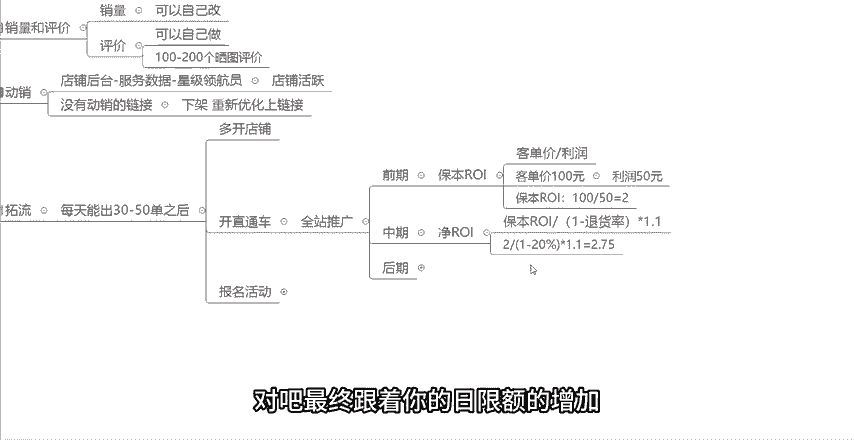 销量 可以自己改
销量和评价
评价 可以自己做
100-200个晒图评价
店铺后台-服务数据-星级领航员 店铺活跃
动销
没有动销的链接 下架 重新优化上链接
多开店铺
客单价/利润
前期 保本ROI 客单价100元 利润50元
保本ROI：100/50=2
拓流 每天能出30-50单之后 开直通车 全站推广
中期 净ROI 保本ROI/（1-退货率）*1.1
2/(1-20%)*1.1=2.75
后期
报名活动
对吧最终跟着你的日限额的增加